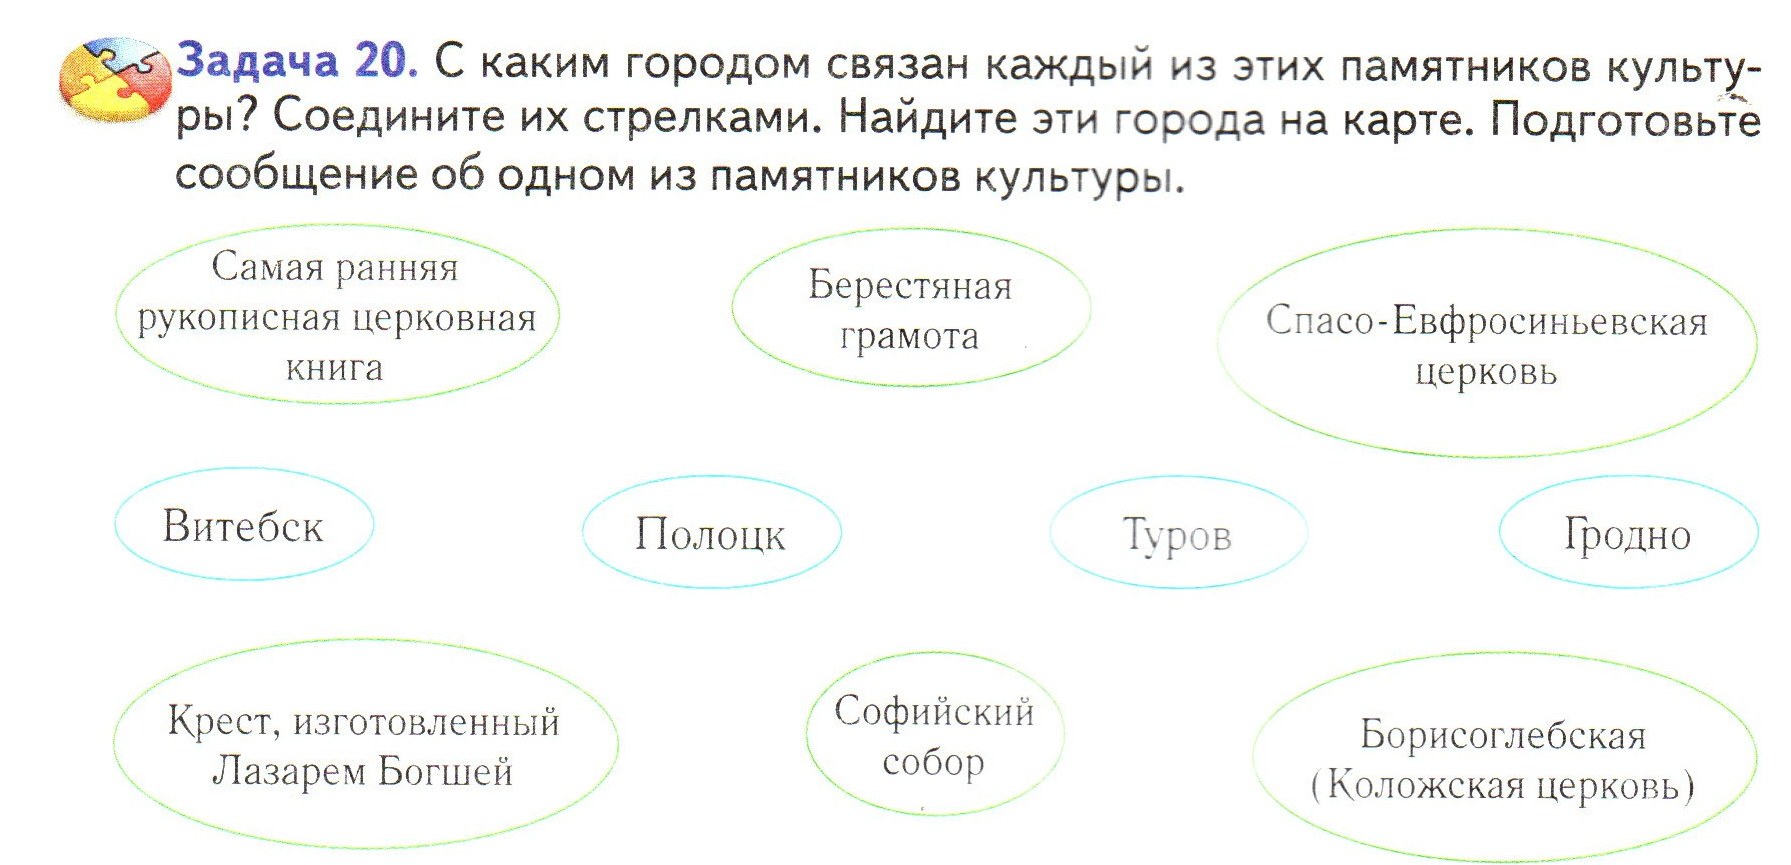 Задача 20. С каким городом связан каждый из этих памятников культу-
ры? Соедините их стрелками. Найдите эти города на карте. Подготовьте
сообщение об одном из памятников культуры.
Самая ранняя
рукописная церковная
книга
Берестяная
грамота
Спасо-Евфросиньевская
церковь
Витебск
Полоцк
Туров
Гродно
Крест, изготовленный
Лазарем Богшей
Софийский
собор
Борисоглебская
(Коложская церковь)